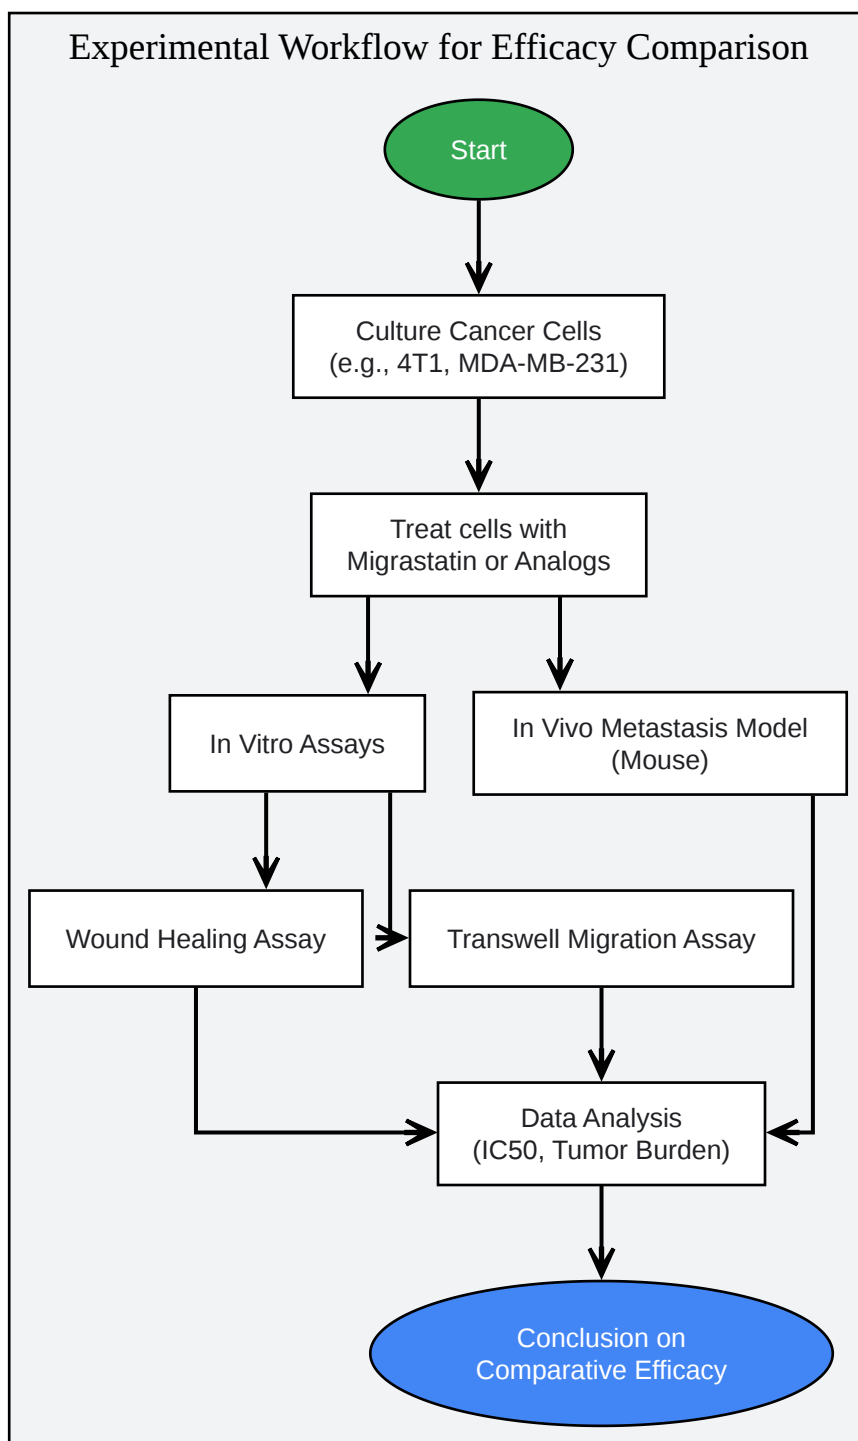 Experimental Workflow for Efficacy Comparison
Start
Culture Cancer Cells
(e.g., 4T1, MDA-MB-231)
Treat cells with
Migrastatin or Analogs
In Vitro Assays
In Vivo Metastasis Model
(Mouse)
Wound Healing Assay
Transwell Migration Assay
Data Analysis
(IC50, Tumor Burden)
Conclusion on
Comparative Efficacy